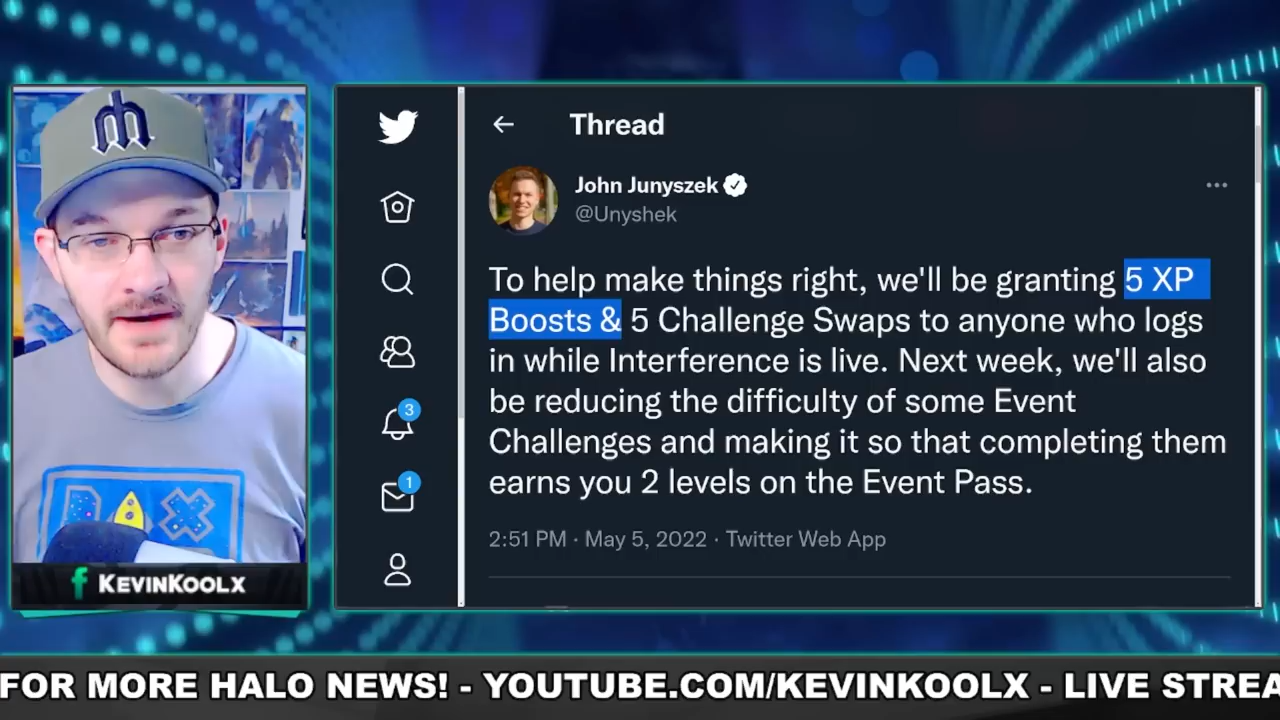 Thread
John Junyszek
@Unyshek
To help make things right, we'll be granting 5 XP
Boosts & 5 Challenge Swaps to anyone who logs
in while Interference is live. Next week, we'll also
be reducing the difficulty of some Event
Challenges and making it so that completing them
earns you 2 levels on the Event Pass.
2:51 PM · May 5, 2022 · Twitter Web App
3
1
f KEVINKOOLX
FOR MORE HALO NEWS! - YOUTUBE.COM/KEVINKOOLX - LIVE STREA